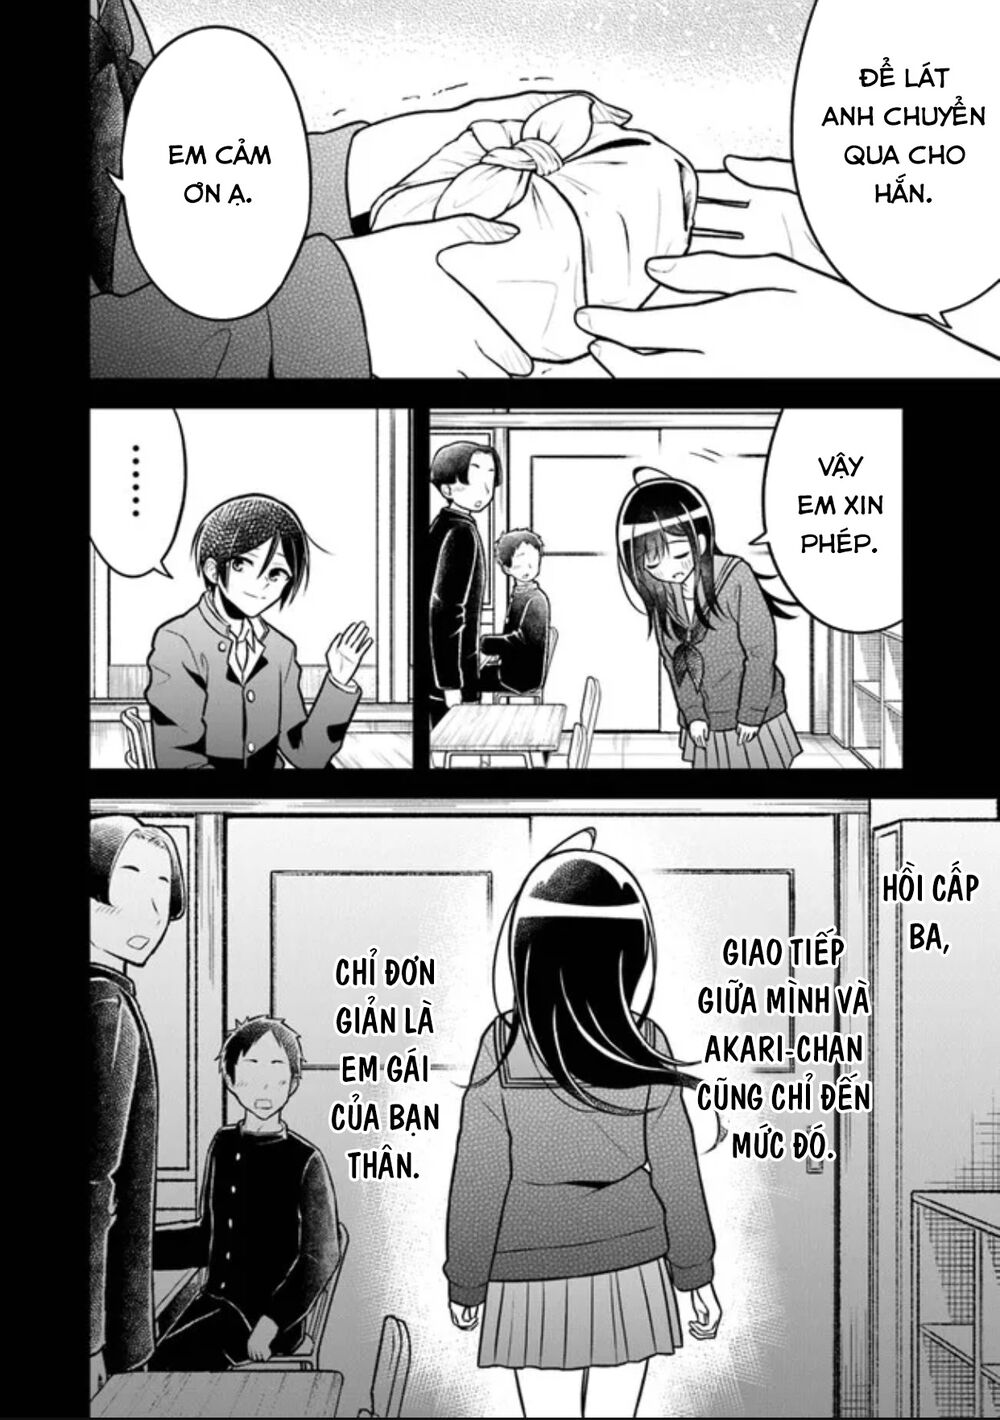 ĐỂ LÁT
ANH CHUYỂN
QUA CHO
HẮN.
EM CẢM
ƠN Ạ.
VẬY
EM XIN
PHÉP.
........
HỒI CẤP
BA,
GIAO TIẾP
GIỮA MÌNH VÀ
AKARI-CHAN
CŨNG CHỈ ĐẾN
MỨC ĐÓ.
CHỈ ĐƠN
GIẢN LÀ
EM GÁI
CỦA BẠN
THÂN.